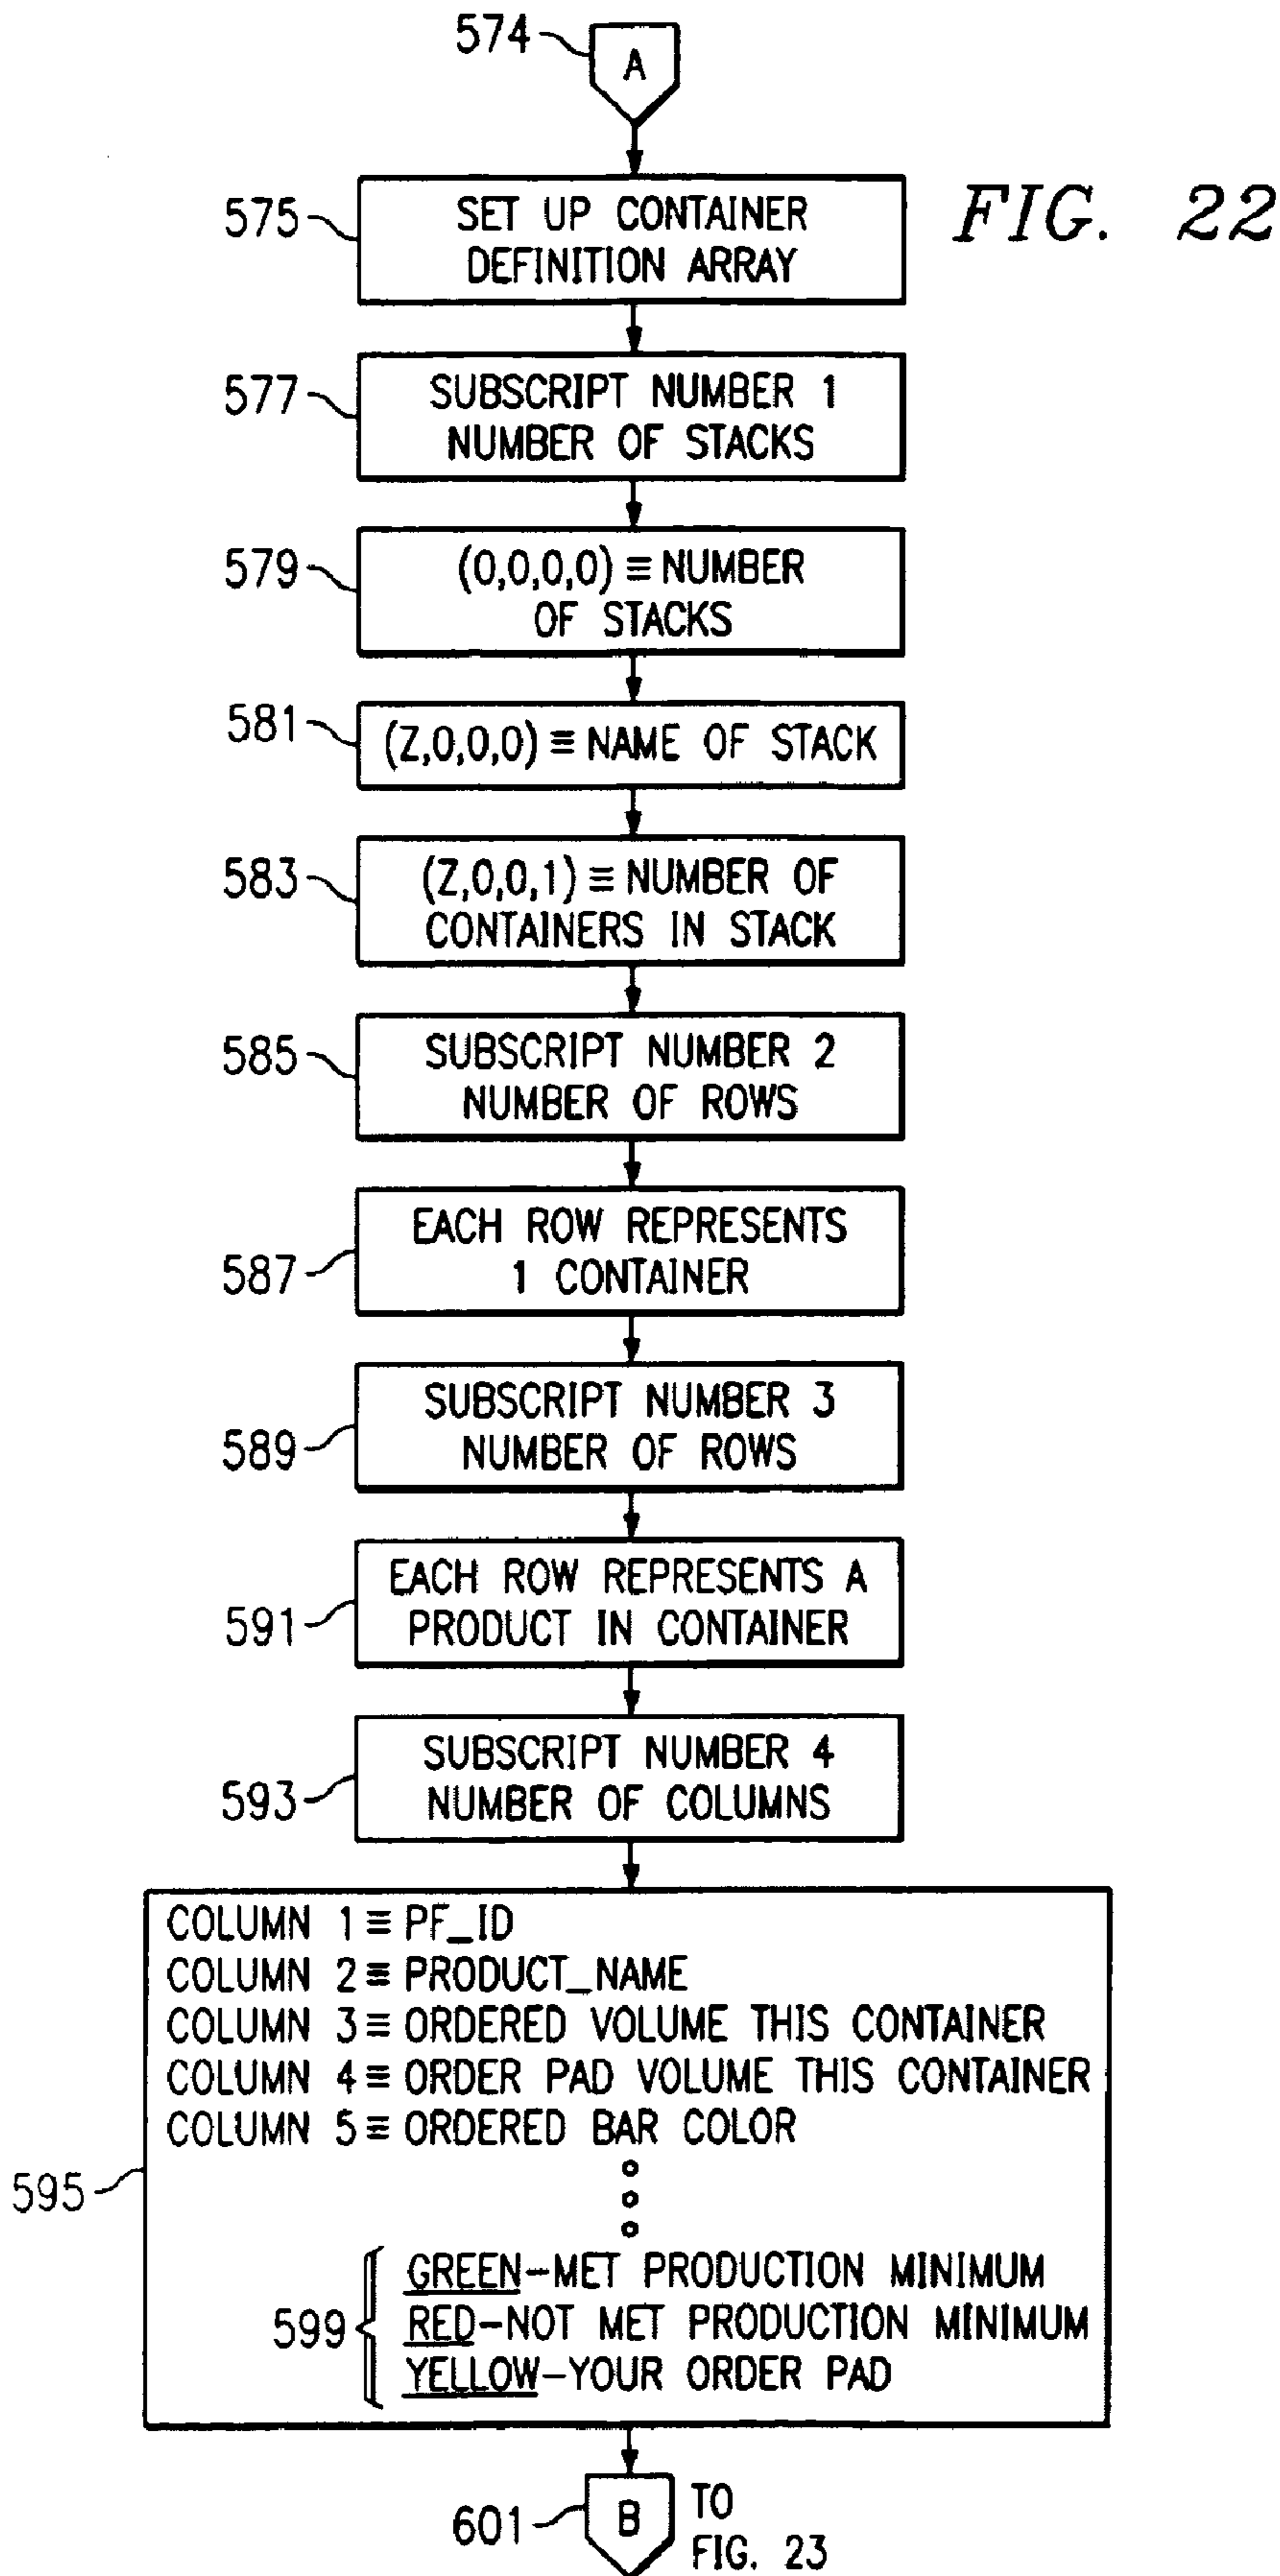 574
A
FIG. 22
575
SET UP CONTAINER
DEFINITION ARRAY
577
SUBSCRIPT NUMBER 1
NUMBER OF STACKS
579
(0,0,0,0) ≡ NUMBER
OF STACKS
581
(Z,0,0,0) ≡ NAME OF STACK
583
(Z,0,0,1) ≡ NUMBER OF
CONTAINERS IN STACK
585
SUBSCRIPT NUMBER 2
NUMBER OF ROWS
587
EACH ROW REPRESENTS
1 CONTAINER
589
SUBSCRIPT NUMBER 3
NUMBER OF ROWS
591
EACH ROW REPRESENTS A
PRODUCT IN CONTAINER
593
SUBSCRIPT NUMBER 4
NUMBER OF COLUMNS
595
COLUMN 1 ≡ PF_ID
COLUMN 2 ≡ PRODUCT_NAME
COLUMN 3 ≡ ORDERED VOLUME THIS CONTAINER
COLUMN 4 ≡ ORDER PAD VOLUME THIS CONTAINER
COLUMN 5 ≡ ORDERED BAR COLOR
599
GREEN-MET PRODUCTION MINIMUM
RED-NOT MET PRODUCTION MINIMUM
YELLOW-YOUR ORDER PAD
601
B
TO
FIG. 23